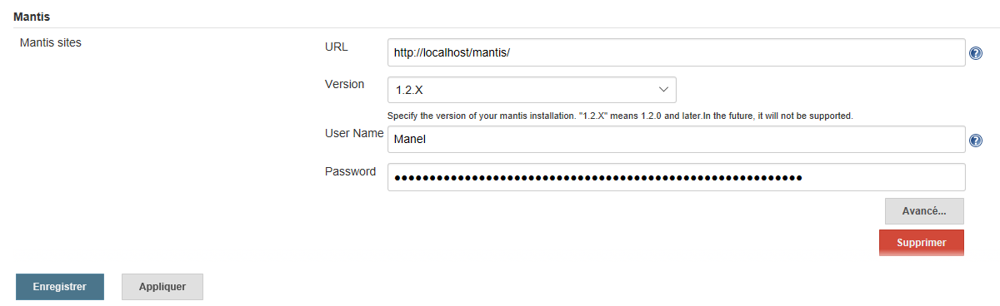 Mantis
Mantis sites
URL
http://localhost/mantis/
Version
1.2.X
Specify the version of your mantis installation. "1.2.X" means 1.2.0 and later.In the future, it will not be supported.
User Name
Manel
Password
Avancé...
Supprimer
Enregistrer
Appliquer